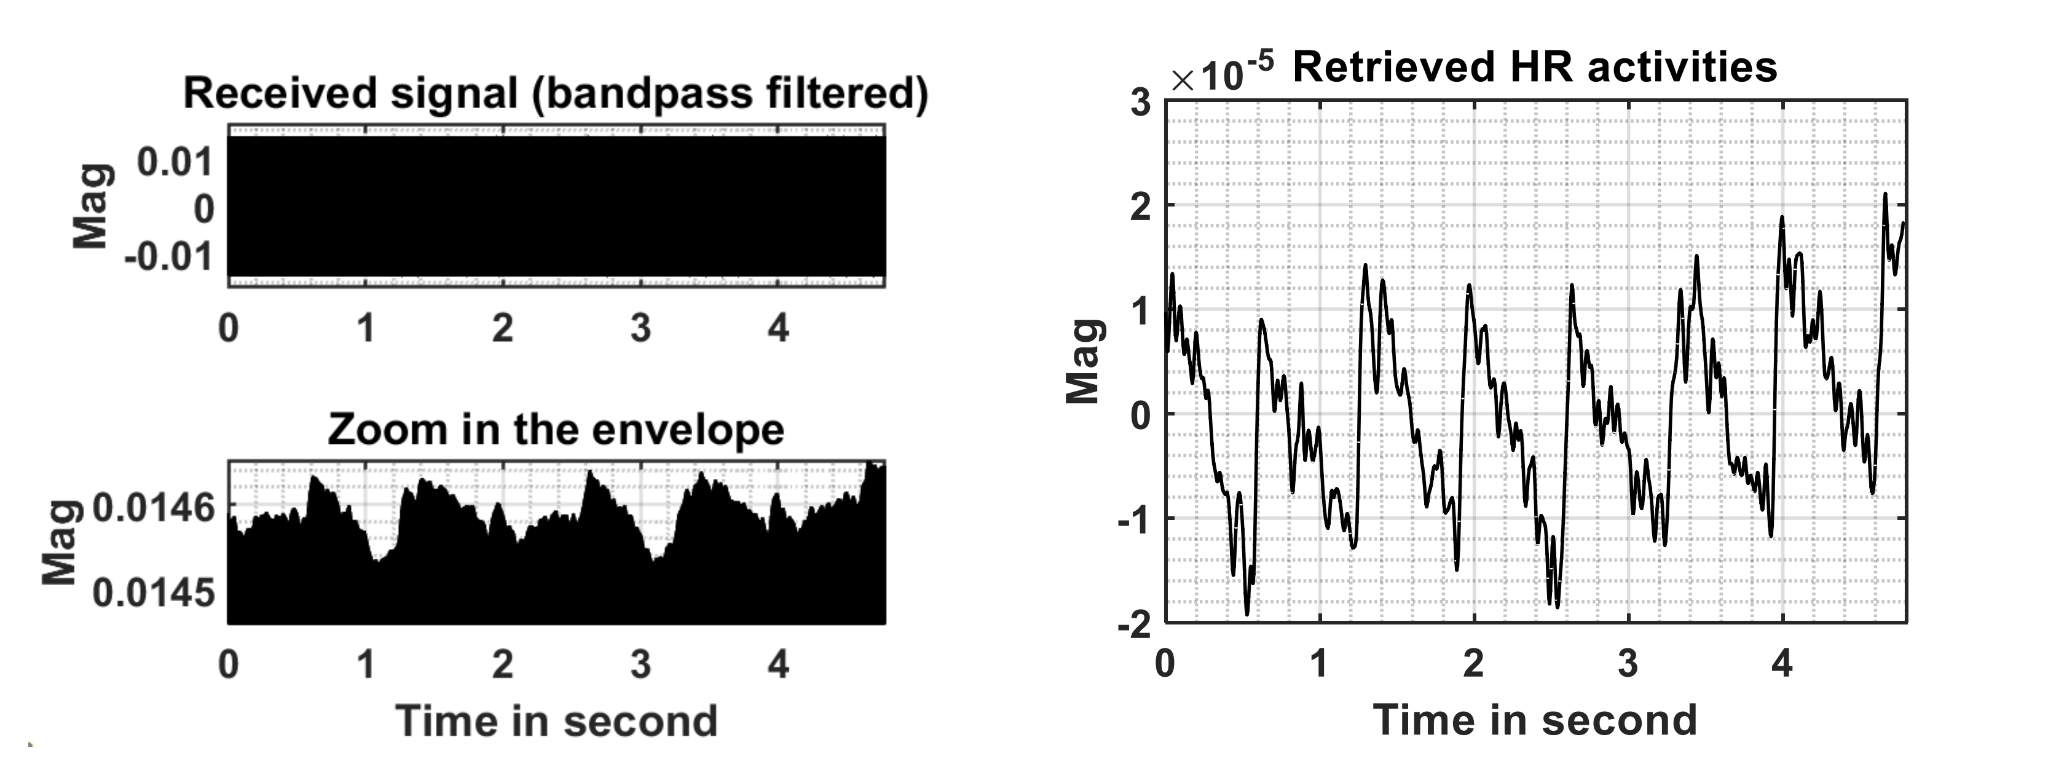 Received signal (bandpass filtered)
Mag
0.01
0
-0.01
0 1 2 3 4
Zoom in the envelope
Mag
0.0146
0.0145
0 1 2 3 4
Time in second
×10-5 Retrieved HR activities
Mag
3
2
1
0
-1
-2
0 1 2 3 4
Time in second